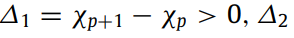 Δ₁ = χₚ₊₁ − χₚ > 0, Δ₂